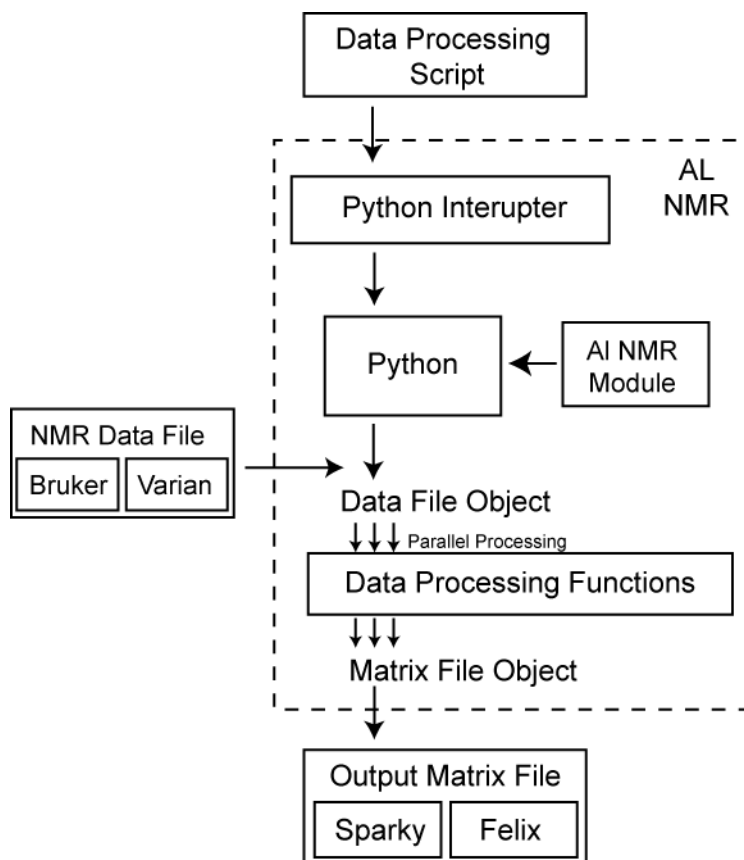 Data Processing
Script
AL
NMR
Python Interupter
Python
Al NMR
Module
NMR Data File
Bruker
Varian
Data File Object
Parallel Processing
Data Processing Functions
Matrix File Object
Output Matrix File
Sparky
Felix